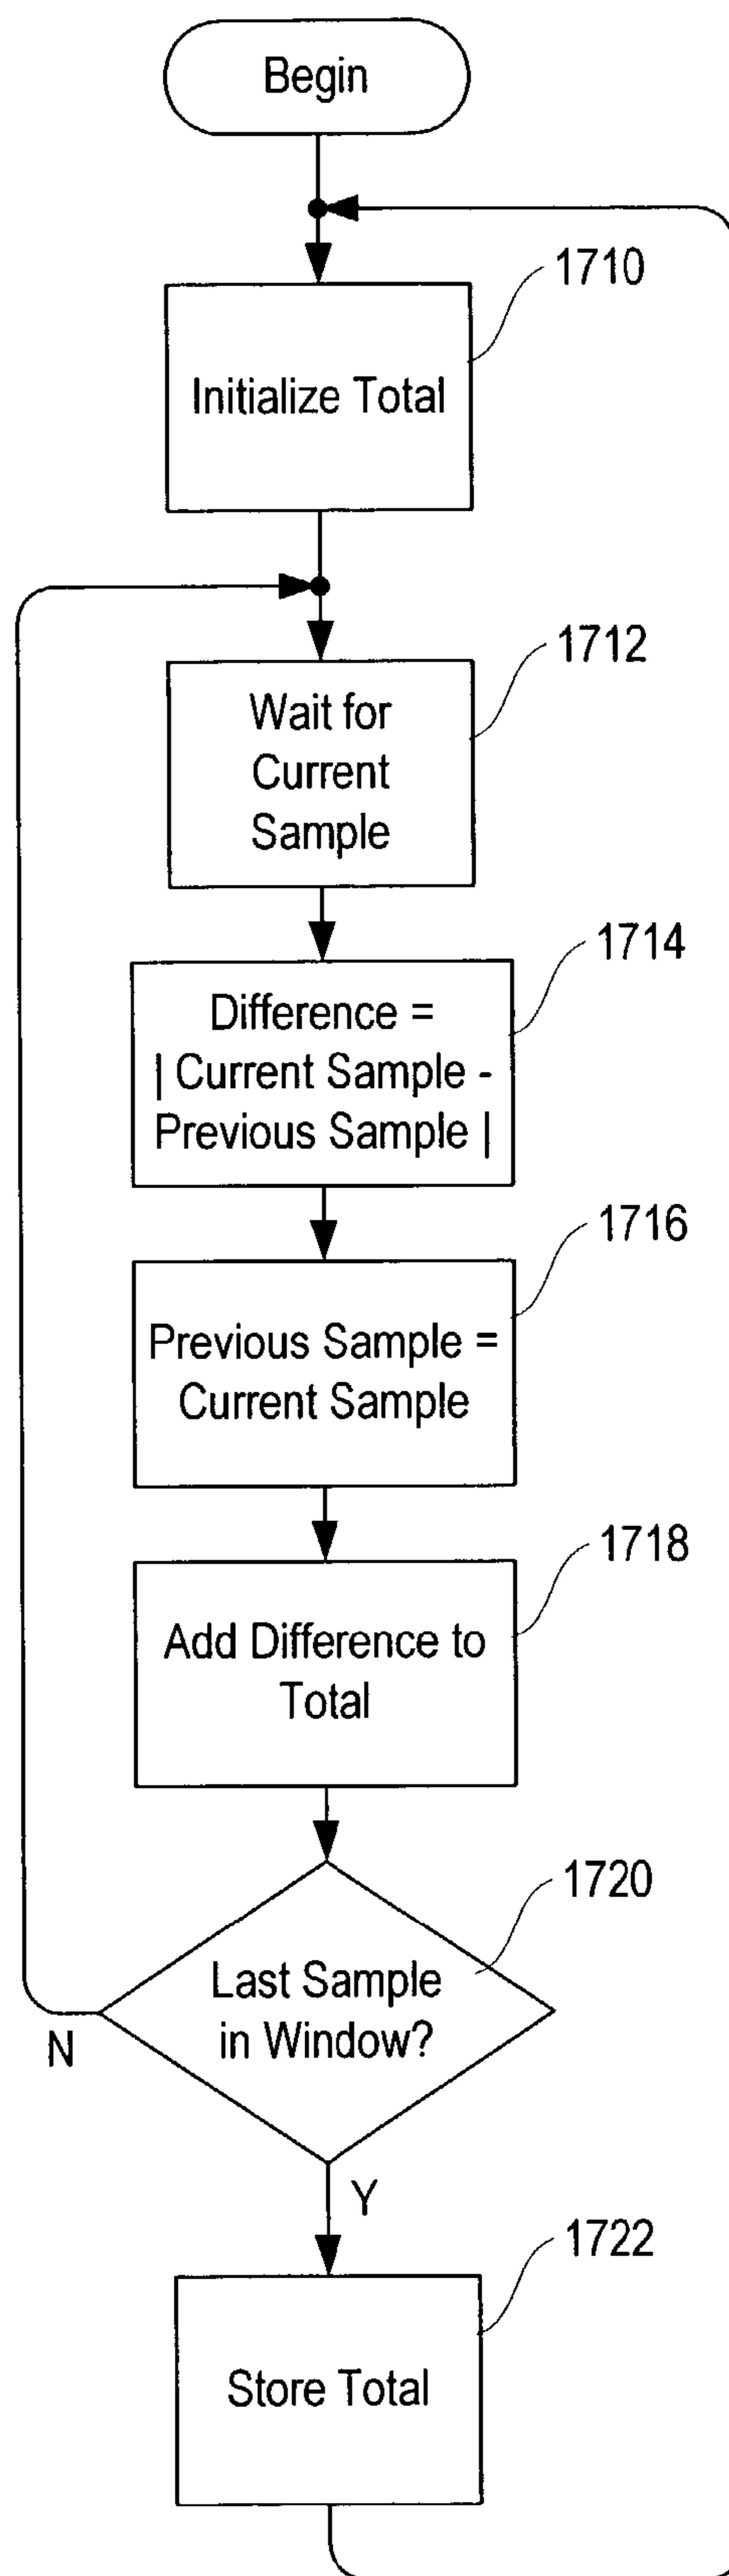 Begin
1710
Initialize Total
1712
Wait for
Current
Sample
1714
Difference =
| Current Sample -
Previous Sample |
1716
Previous Sample =
Current Sample
1718
Add Difference to
Total
1720
Last Sample
in Window?
N
Y
1722
Store Total